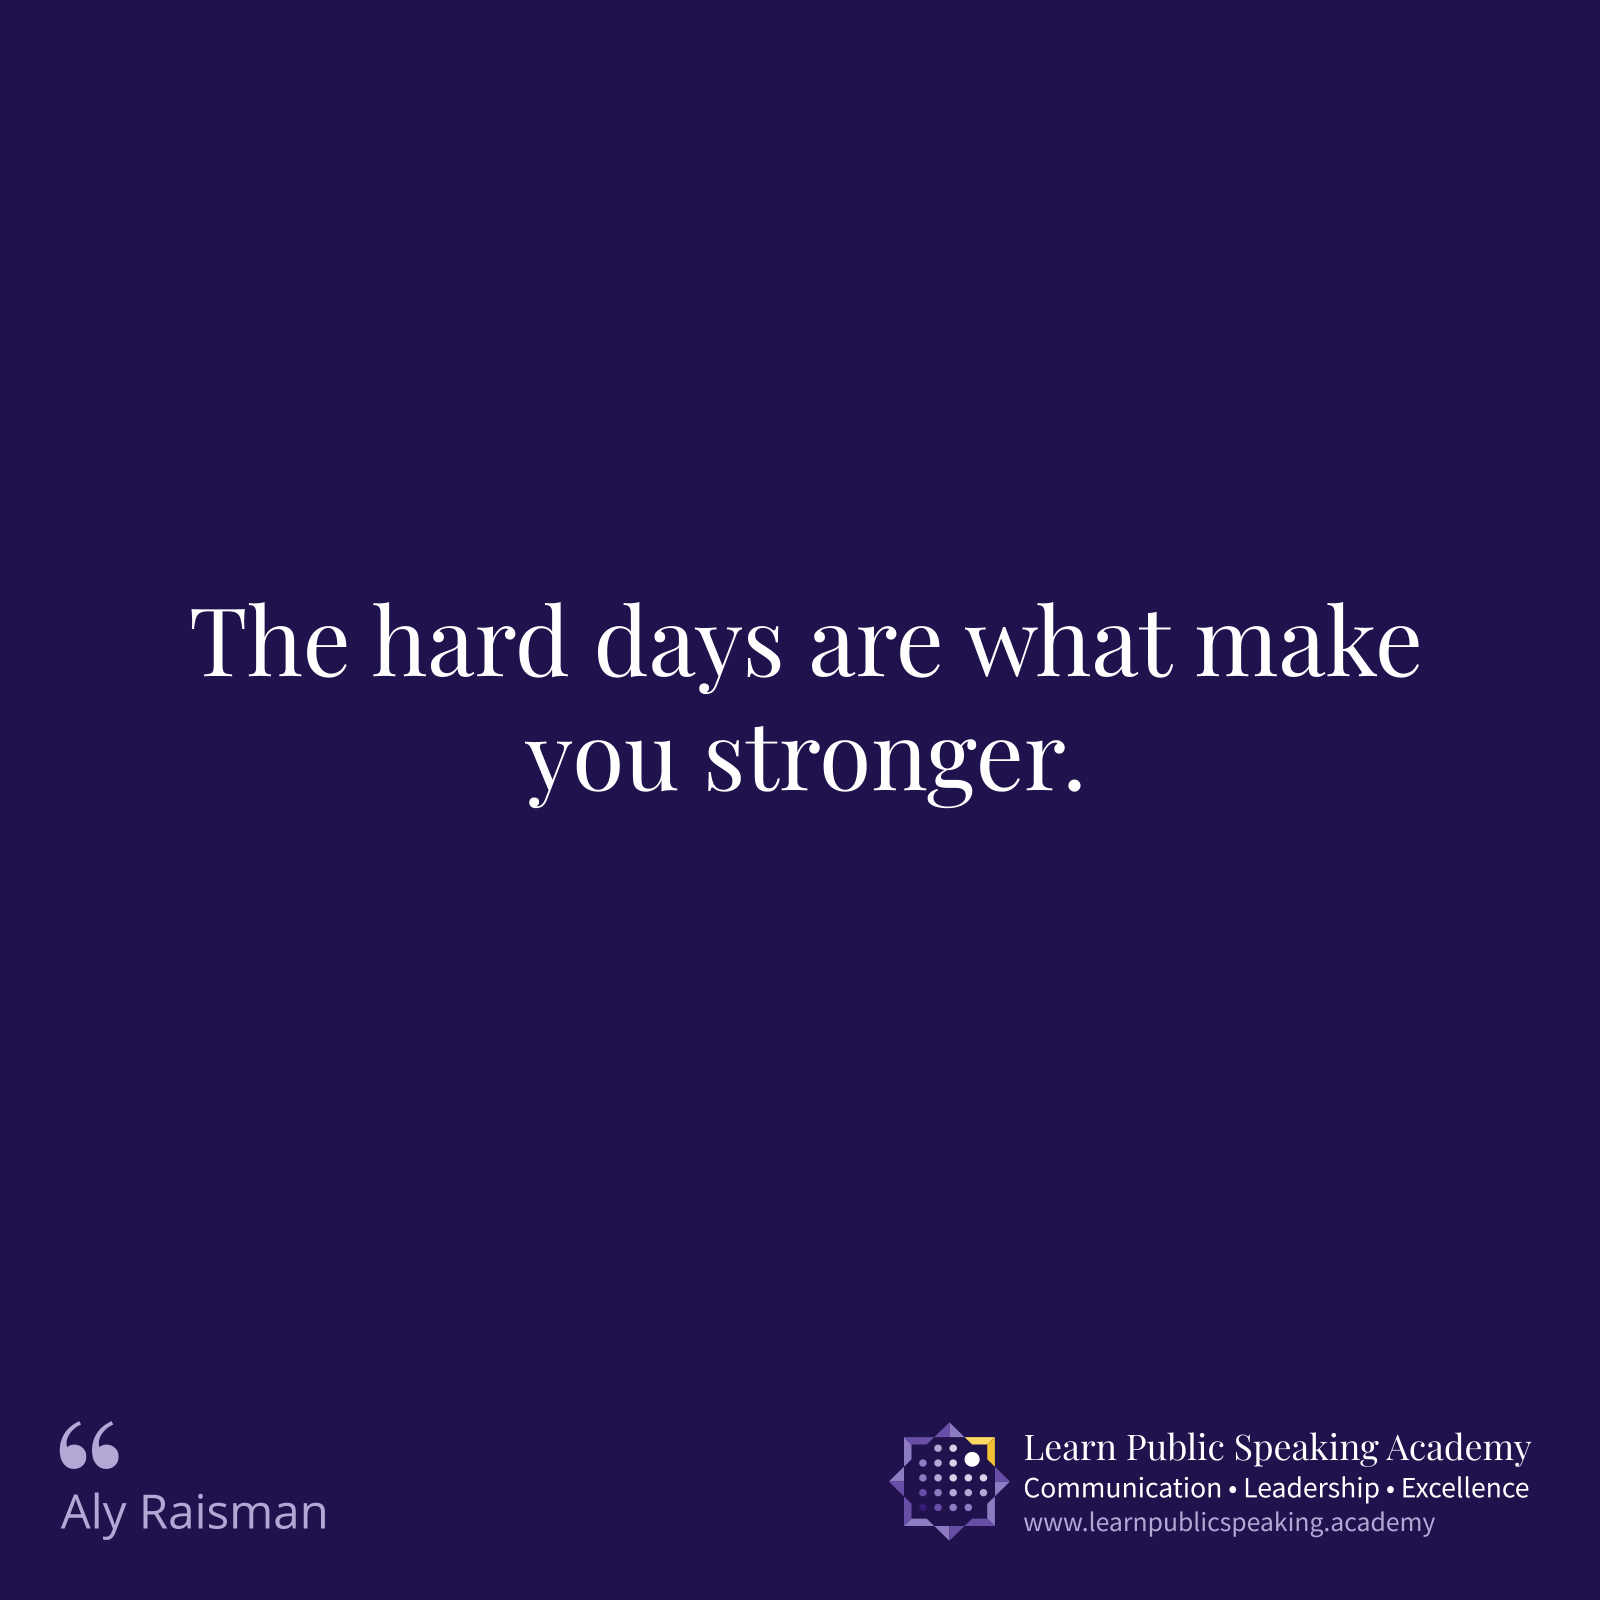 The hard days are what make
you stronger.
Aly Raisman
Learn Public Speaking Academy
Communication • Leadership • Excellence
www.learnpublicspeaking.academy